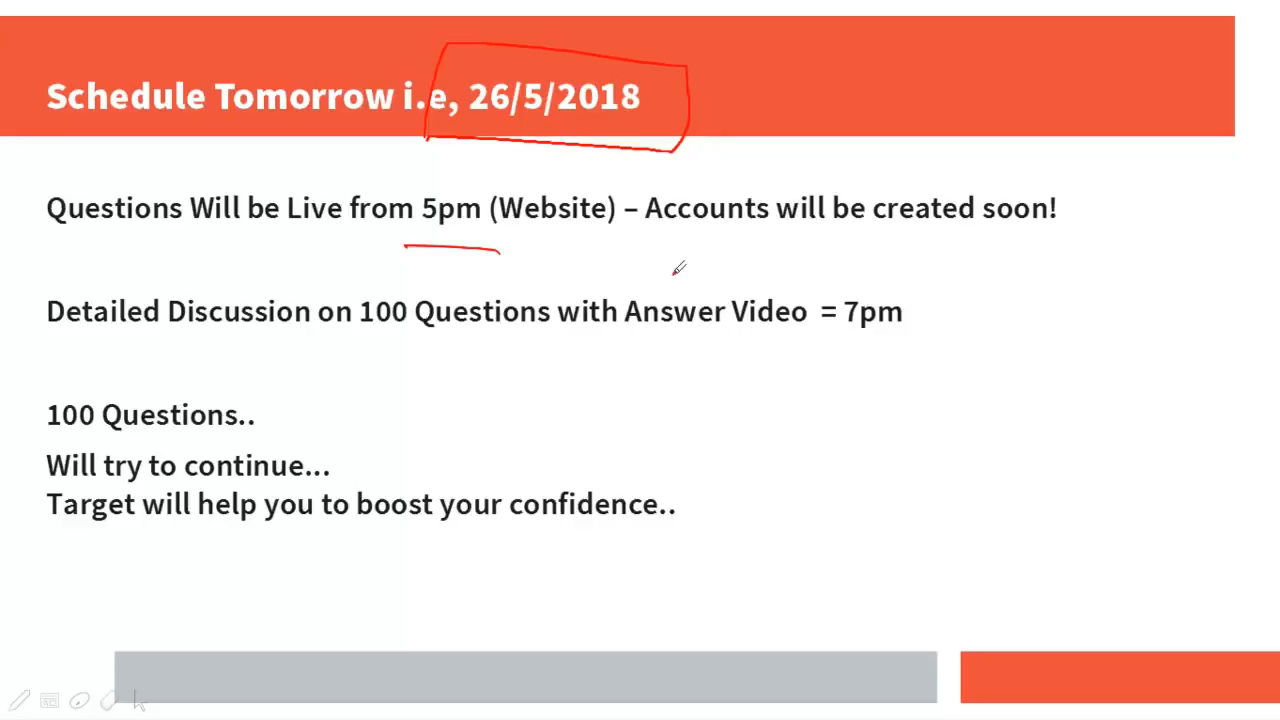 Schedule Tomorrow i.e, 26/5/2018
Questions Will be Live from 5pm (Website) – Accounts will be created soon!
Detailed Discussion on 100 Questions with Answer Video = 7pm
100 Questions..
Will try to continue...
Target will help you to boost your confidence..